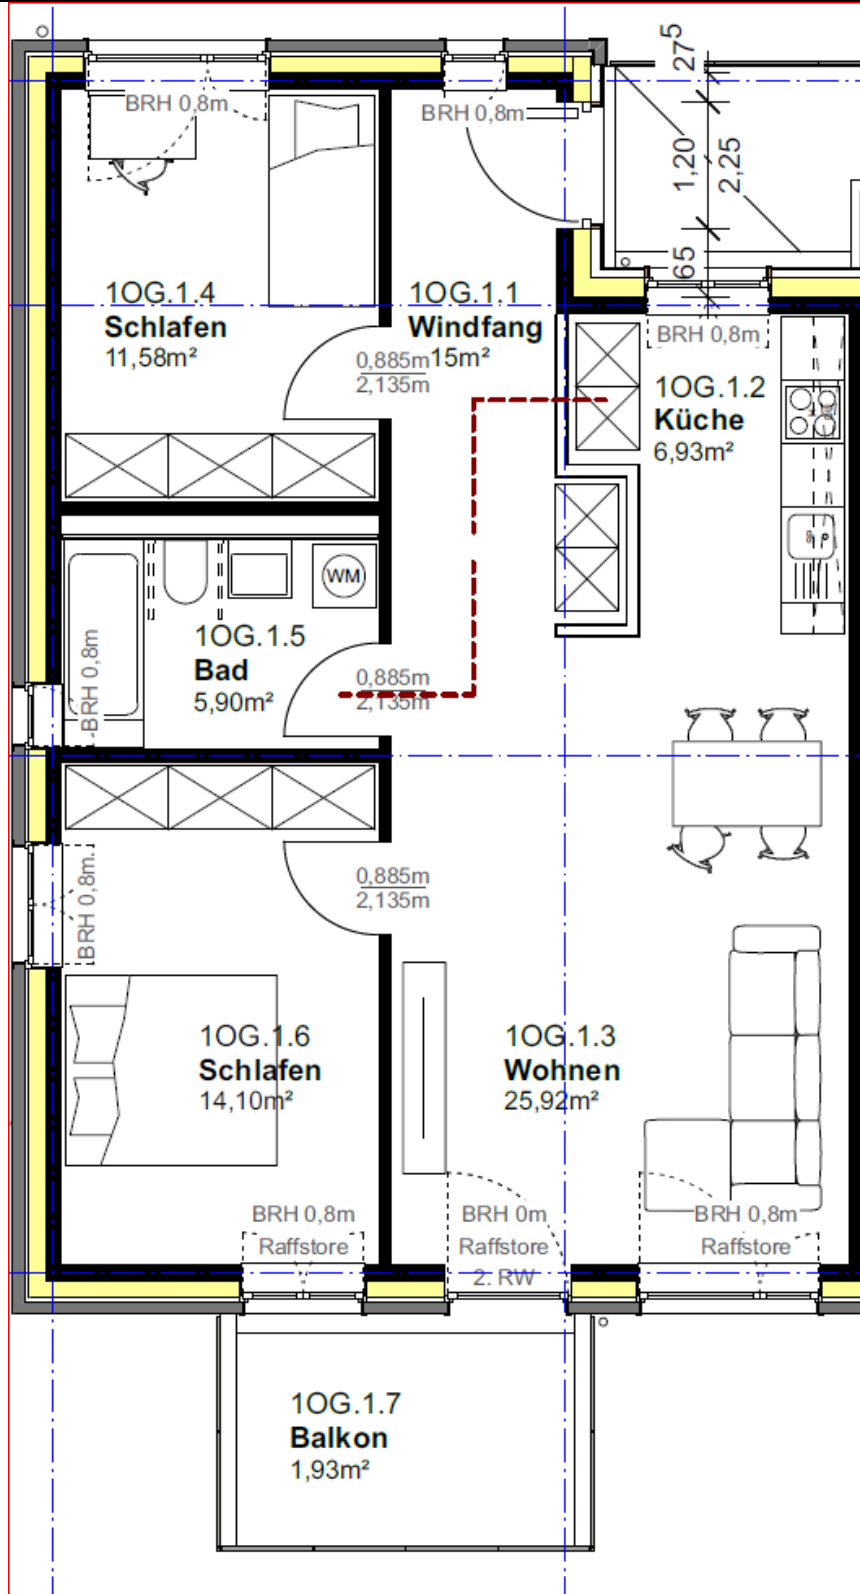 27⁵
BRH 0,8m
BRH 0,8m
1,20
2,25
65
1OG.1.4
Schlafen
11,58m²
1OG.1.1
Windfang
15m²
0,885m
2,135m
BRH 0,8m
1OG.1.2
Küche
6,93m²
WM
1OG.1.5
Bad
5,90m²
BRH 0,8m
0,885m
2,135m
BRH 0,8m
0,885m
2,135m
1OG.1.6
Schlafen
14,10m²
1OG.1.3
Wohnen
25,92m²
BRH 0,8m
Raffstore
BRH 0m
Raffstore
2. RW
BRH 0,8m
Raffstore
1OG.1.7
Balkon
1,93m²